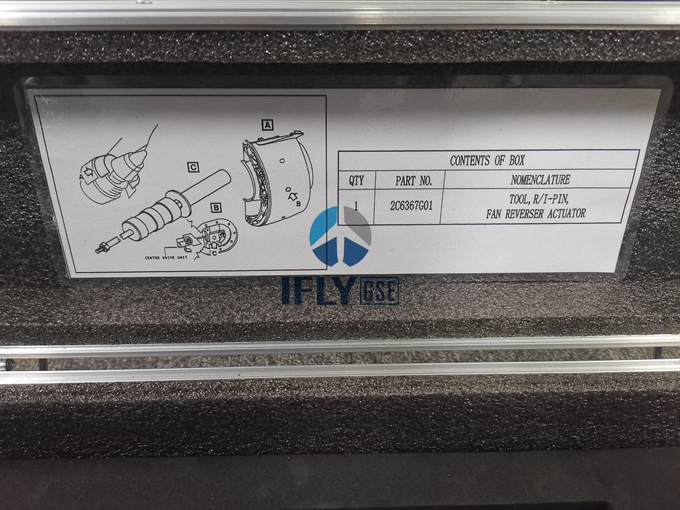 A
C
B
B
C
CENTER DRIVE UNIT
CONTENTS OF BOX
QTY PART NO. NOMENCLATURE
1 2C6367G01 TOOL, R/I-PIN,
FAN REVERSER ACTUATOR
IFLY GSE